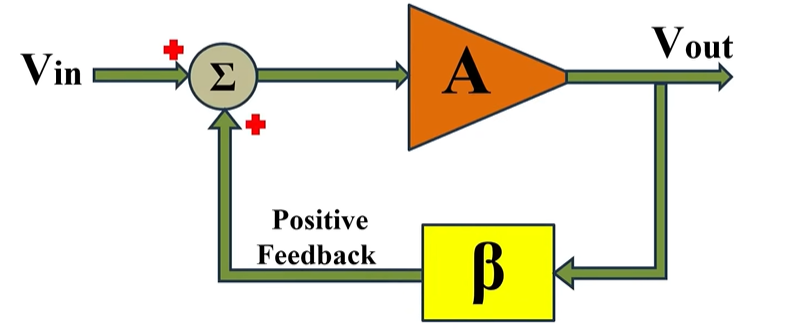 Vin
Σ
A
Vout
Positive
Feedback
β